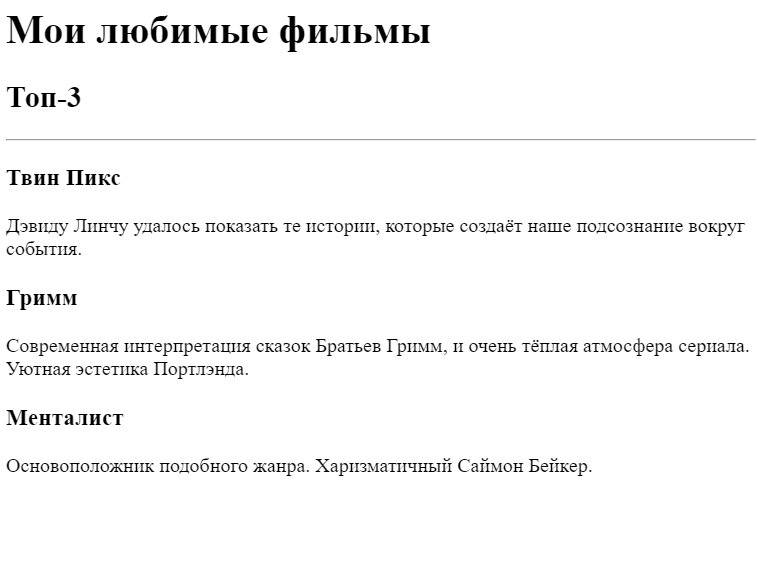 Мои любимые фильмы
Топ-3
Твин Пикс
Дэвиду Линчу удалось показать те истории, которые создаёт наше подсознание вокруг
события.
Гримм
Современная интерпретация сказок Братьев Гримм, и очень тёплая атмосфера сериала.
Уютная эстетика Портлэнда.
Менталист
Основоположник подобного жанра. Харизматичный Саймон Бейкер.